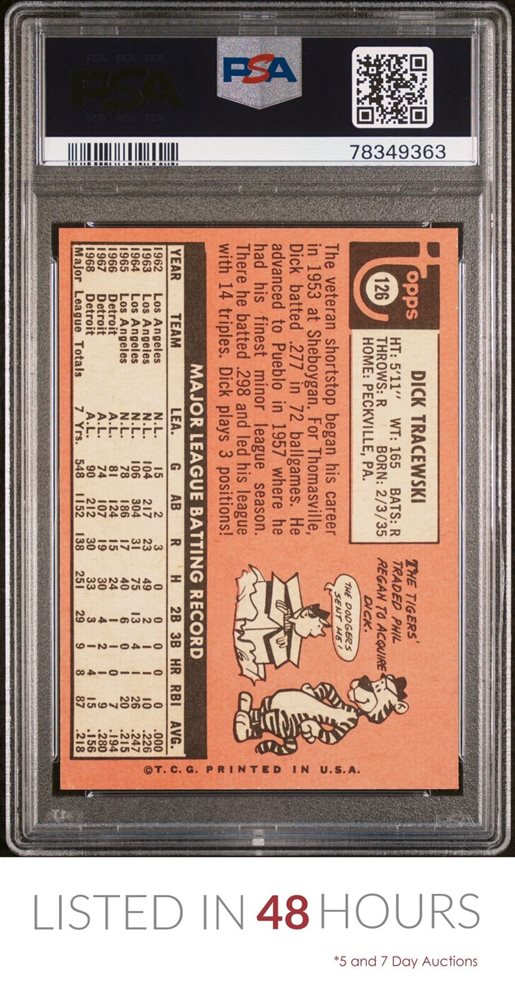 PSA
PSA
78349363
Topps
126
DICK TRACEWSKI
HT: 5'11" WT: 165 BATS: R
THROWS: R BORN: 2/3/35
HOME: PECKVILLE, PA.
The veteran shortstop began his career
in 1953 at Sheboygan. For Thomasville,
Dick batted .277 in 72 ballgames. He
advanced to Pueblo in 1957 where he
had his finest minor league season.
There he batted .298 and led his league
with 14 triples. Dick plays 3 positions!
THE TIGERS'
TRADED PHIL
REGAN TO ACQUIRE
DICK.
THE DODGERS
SENT ME!
MAJOR LEAGUE BATTING RECORD
YEAR TEAM LEA. G AB R H 2B 3B HR RBI AVG.
1962 Los Angeles N.L. 15 2 3 0 0 0 0 0 .000
1963 Los Angeles N.L. 104 217 23 49 2 1 1 10 .226
1964 Los Angeles N.L. 106 304 31 75 13 4 1 26 .247
1965 Los Angeles N.L. 78 186 17 40 6 0 1 20 .215
1966 Detroit A.L. 81 124 15 24 1 1 0 7 .194
1967 Detroit A.L. 74 107 19 30 4 2 1 9 .280
1968 Detroit A.L. 90 212 30 33 3 1 4 15 .156
Major League Totals 7 Yrs. 548 1152 138 251 29 9 8 87 .218
©T.C.G. PRINTED IN U.S.A.
LISTED IN 48 HOURS
*5 and 7 Day Auctions